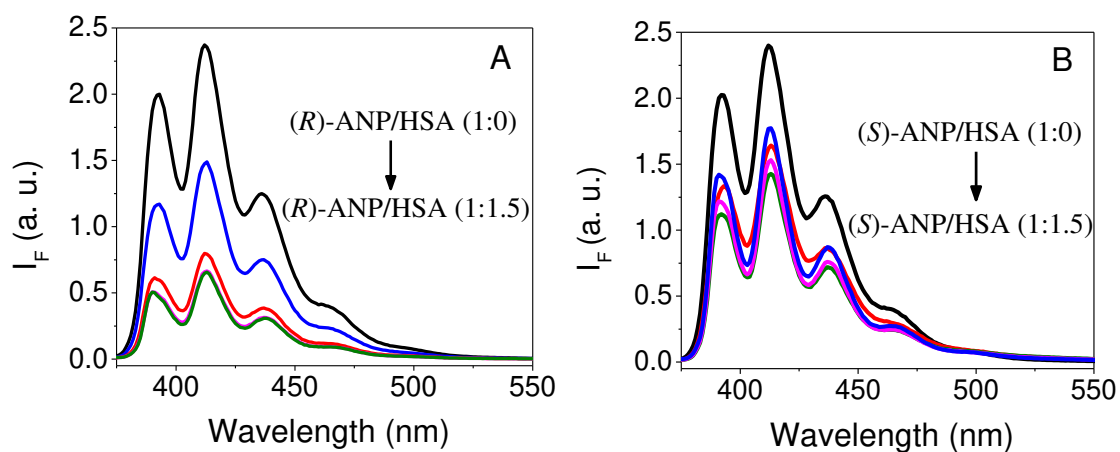 A
2.5
2.0
1.5
1.0
0.5
0.0
I_F (a. u.)
(R)-ANP/HSA (1:0)
(R)-ANP/HSA (1:1.5)
400
450
500
550
Wavelength (nm)
B
2.5
2.0
1.5
1.0
0.5
0.0
I_F (a. u.)
(S)-ANP/HSA (1:0)
(S)-ANP/HSA (1:1.5)
400
450
500
550
Wavelength (nm)